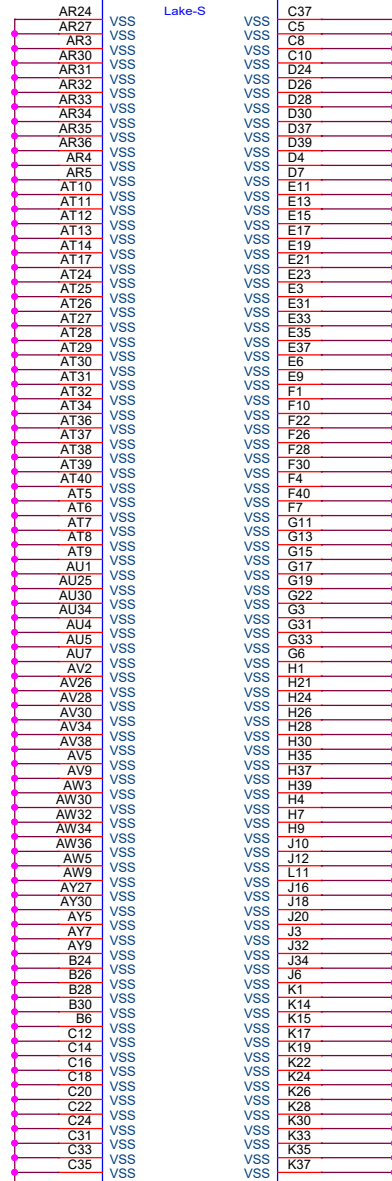 Lake-S
AR24 VSS VSS C37
AR27 VSS VSS C5
AR3 VSS VSS C8
AR30 VSS VSS C10
AR31 VSS VSS D24
AR32 VSS VSS D26
AR33 VSS VSS D28
AR34 VSS VSS D30
AR35 VSS VSS D37
AR36 VSS VSS D39
AR4 VSS VSS D4
AR5 VSS VSS D7
AT10 VSS VSS E11
AT11 VSS VSS E13
AT12 VSS VSS E15
AT13 VSS VSS E17
AT14 VSS VSS E19
AT17 VSS VSS E21
AT24 VSS VSS E23
AT25 VSS VSS E3
AT26 VSS VSS E31
AT27 VSS VSS E33
AT28 VSS VSS E35
AT29 VSS VSS E37
AT30 VSS VSS E6
AT31 VSS VSS E9
AT32 VSS VSS F1
AT34 VSS VSS F10
AT36 VSS VSS F22
AT37 VSS VSS F26
AT38 VSS VSS F28
AT39 VSS VSS F30
AT40 VSS VSS F4
AT5 VSS VSS F40
AT6 VSS VSS F7
AT7 VSS VSS G11
AT8 VSS VSS G13
AT9 VSS VSS G15
AU1 VSS VSS G17
AU25 VSS VSS G19
AU30 VSS VSS G22
AU34 VSS VSS G3
AU4 VSS VSS G31
AU5 VSS VSS G33
AU7 VSS VSS G6
AV2 VSS VSS H1
AV26 VSS VSS H21
AV28 VSS VSS H24
AV30 VSS VSS H26
AV34 VSS VSS H28
AV38 VSS VSS H30
AV5 VSS VSS H35
AV9 VSS VSS H37
AW3 VSS VSS H39
AW30 VSS VSS H4
AW32 VSS VSS H7
AW34 VSS VSS H9
AW36 VSS VSS J10
AW5 VSS VSS J12
AW9 VSS VSS L11
AY27 VSS VSS J16
AY30 VSS VSS J18
AY5 VSS VSS J20
AY7 VSS VSS J3
AY9 VSS VSS J32
B24 VSS VSS J34
B26 VSS VSS J6
B28 VSS VSS K1
B30 VSS VSS K14
B6 VSS VSS K15
C12 VSS VSS K17
C14 VSS VSS K19
C16 VSS VSS K22
C18 VSS VSS K24
C20 VSS VSS K26
C22 VSS VSS K28
C24 VSS VSS K30
C31 VSS VSS K33
C33 VSS VSS K35
C35 VSS VSS K37